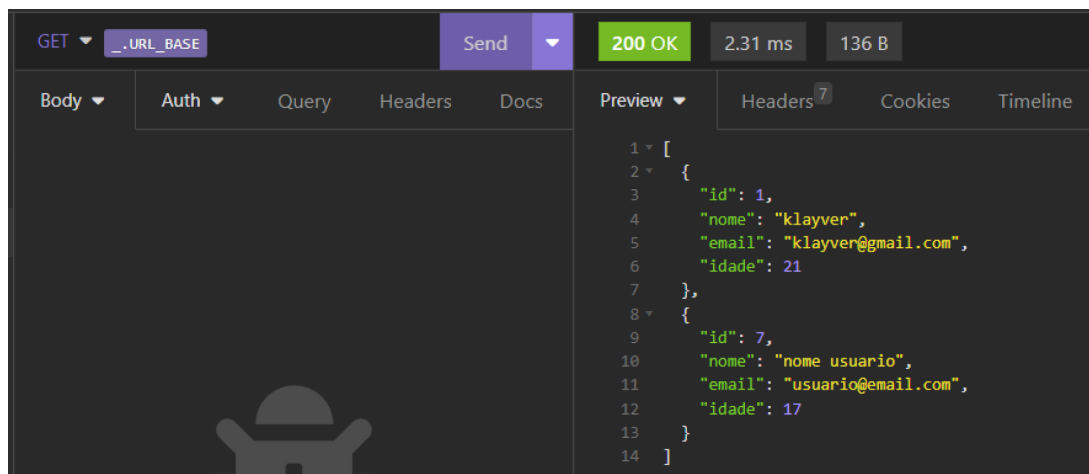 GET _.URL_BASE Send 200 OK 2.31 ms 136 B
Body Auth Query Headers Docs Preview Headers 7 Cookies Timeline
1 [
2 {
3 "id": 1,
4 "nome": "klayver",
5 "email": "klayver@gmail.com",
6 "idade": 21
7 },
8 {
9 "id": 7,
10 "nome": "nome usuario",
11 "email": "usuario@email.com",
12 "idade": 17
13 }
14 ]